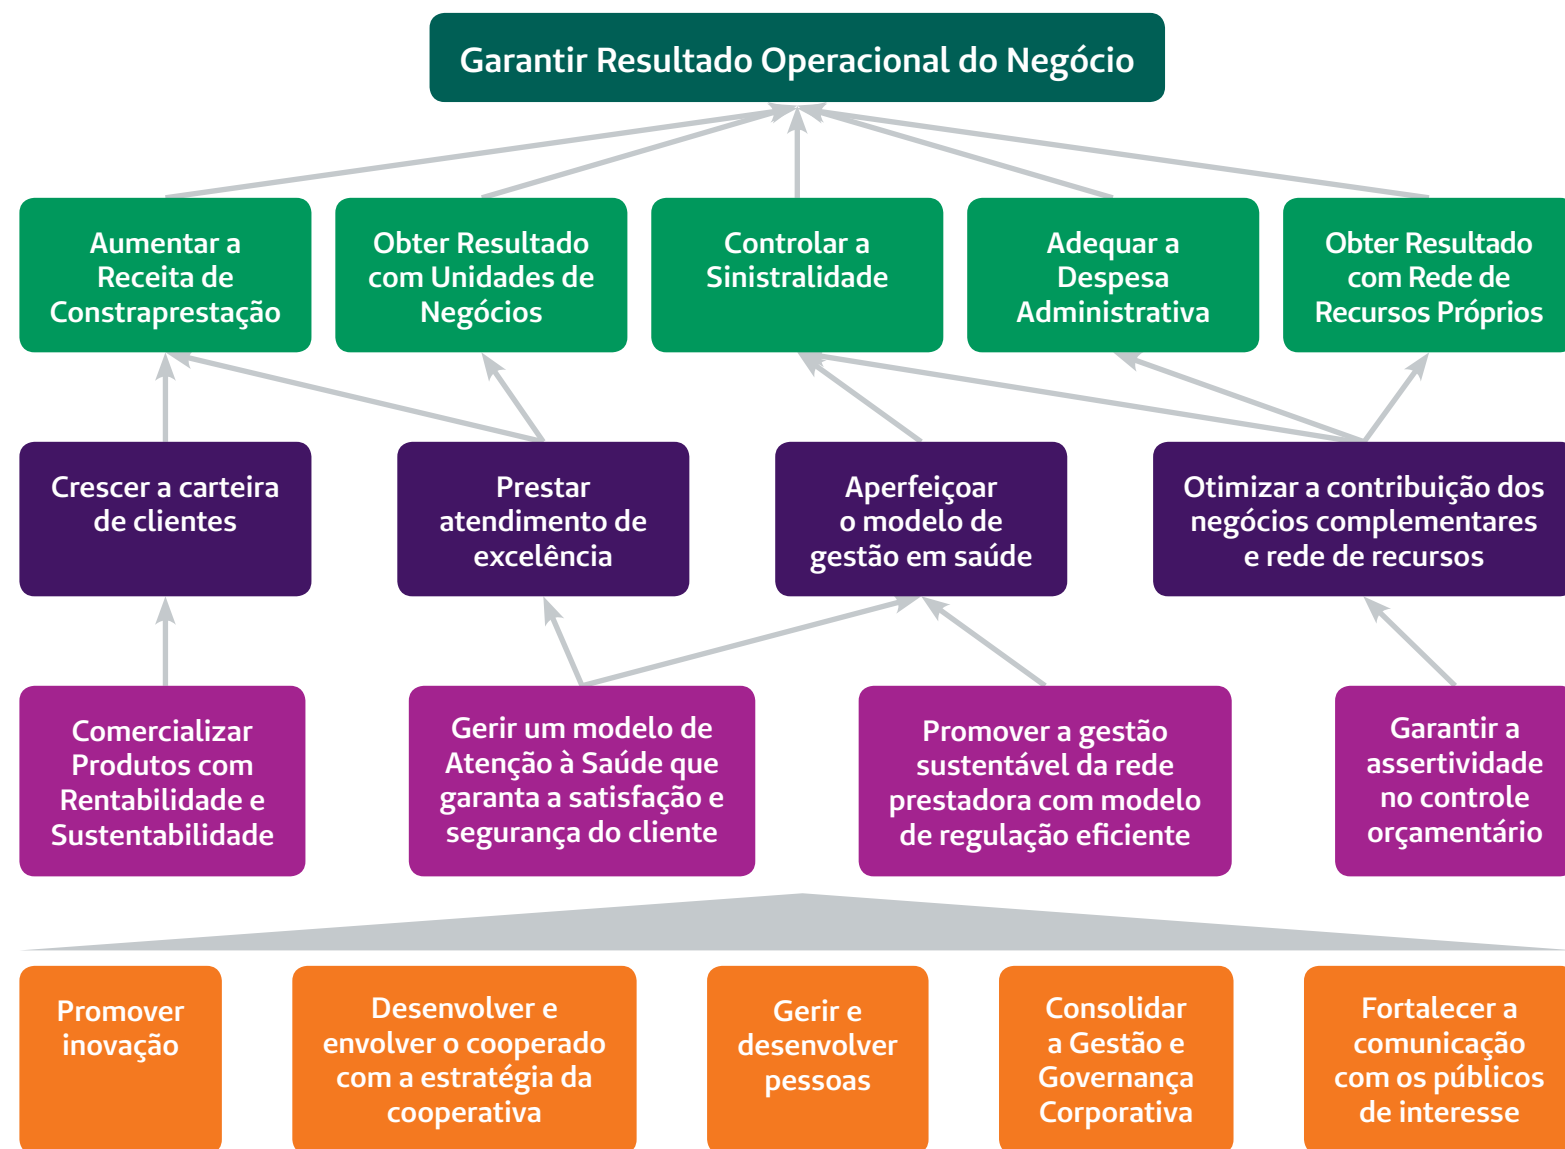 Garantir Resultado Operacional do Negócio
Aumentar a
Receita de
Constraprestação
Obter Resultado
com Unidades de
Negócios
Controlar a
Sinistralidade
Adequar a
Despesa
Administrativa
Obter Resultado
com Rede de
Recursos Próprios
Crescer a carteira
de clientes
Prestar
atendimento de
excelência
Aperfeiçoar
o modelo de
gestão em saúde
Otimizar a contribuição dos
negócios complementares
e rede de recursos
Comercializar
Produtos com
Rentabilidade e
Sustentabilidade
Gerir um modelo de
Atenção à Saúde que
garanta a satisfação e
segurança do cliente
Promover a gestão
sustentável da rede
prestadora com modelo
de regulação eficiente
Garantir a
assertividade
no controle
orçamentário
Promover
inovação
Desenvolver e
envolver o cooperado
com a estratégia da
cooperativa
Gerir e
desenvolver
pessoas
Consolidar
a Gestão e
Governança
Corporativa
Fortalecer a
comunicação
com os públicos
de interesse